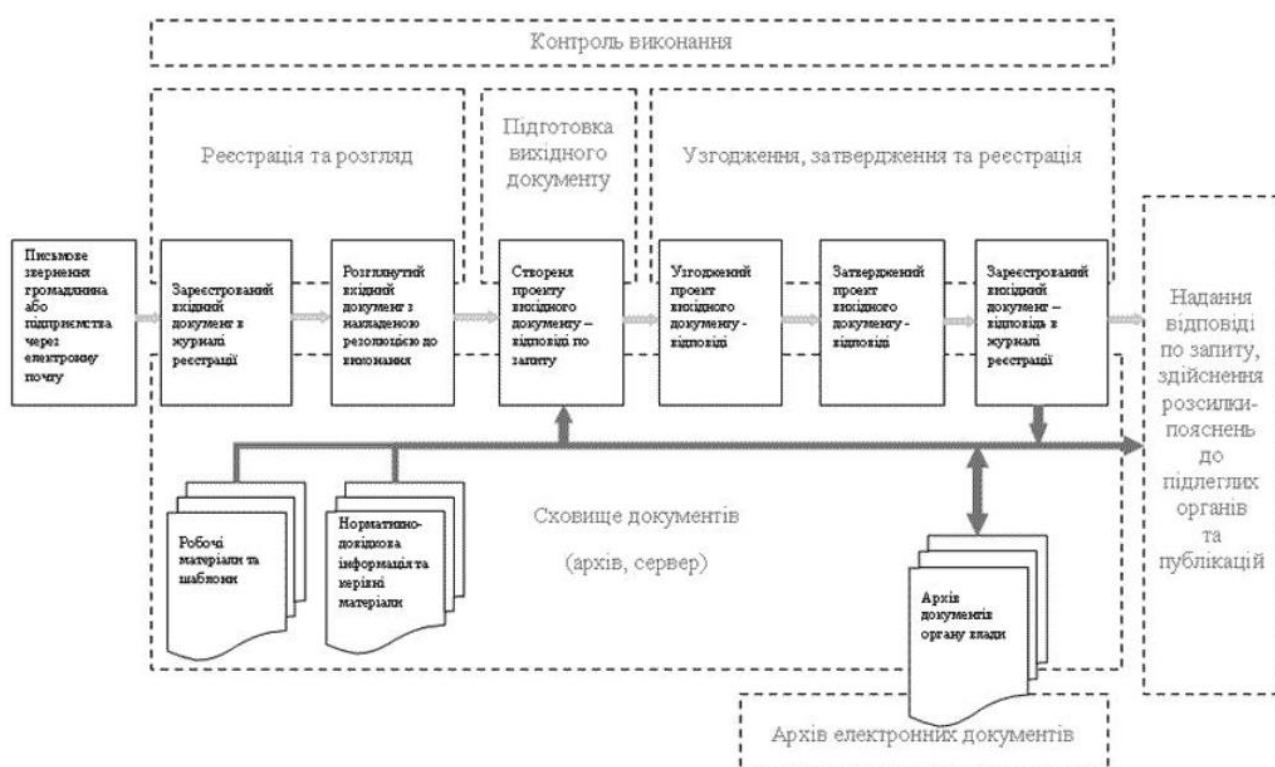 Контроль виконання
Реєстрація та розгляд
Підготовка
вихідного
документу
Узгодження, затвердження та реєстрація
Письмове
звернення
громадянина
або
підприємства
через
електронну
почту
Зареєстрований
вхідний
документ в
журналі
реєстрації
Розглянутий
вхідний
документ з
накладеною
резолюцією до
виконання
Створеня
проекту
вихідного
документу –
відповіді по
запиту
Узгоджений
проект
вихідного
документу -
відповіді
Затверджений
проект
вихідного
документу -
відповіді
Зареєстрований
вихідний
документ –
відповідь в
журналі
реєстрації
Надання
відповіді
по запиту,
здійснення
розсилки-
пояснень
до
підлеглих
органів
та
публікацій
Робочі
матеріали та
шаблони
Нормативно-
довідкова
інформація та
керівні
матеріали
Сховище документів
(архів, сервер)
Архів
документів
органу влади
Архів електронних документів